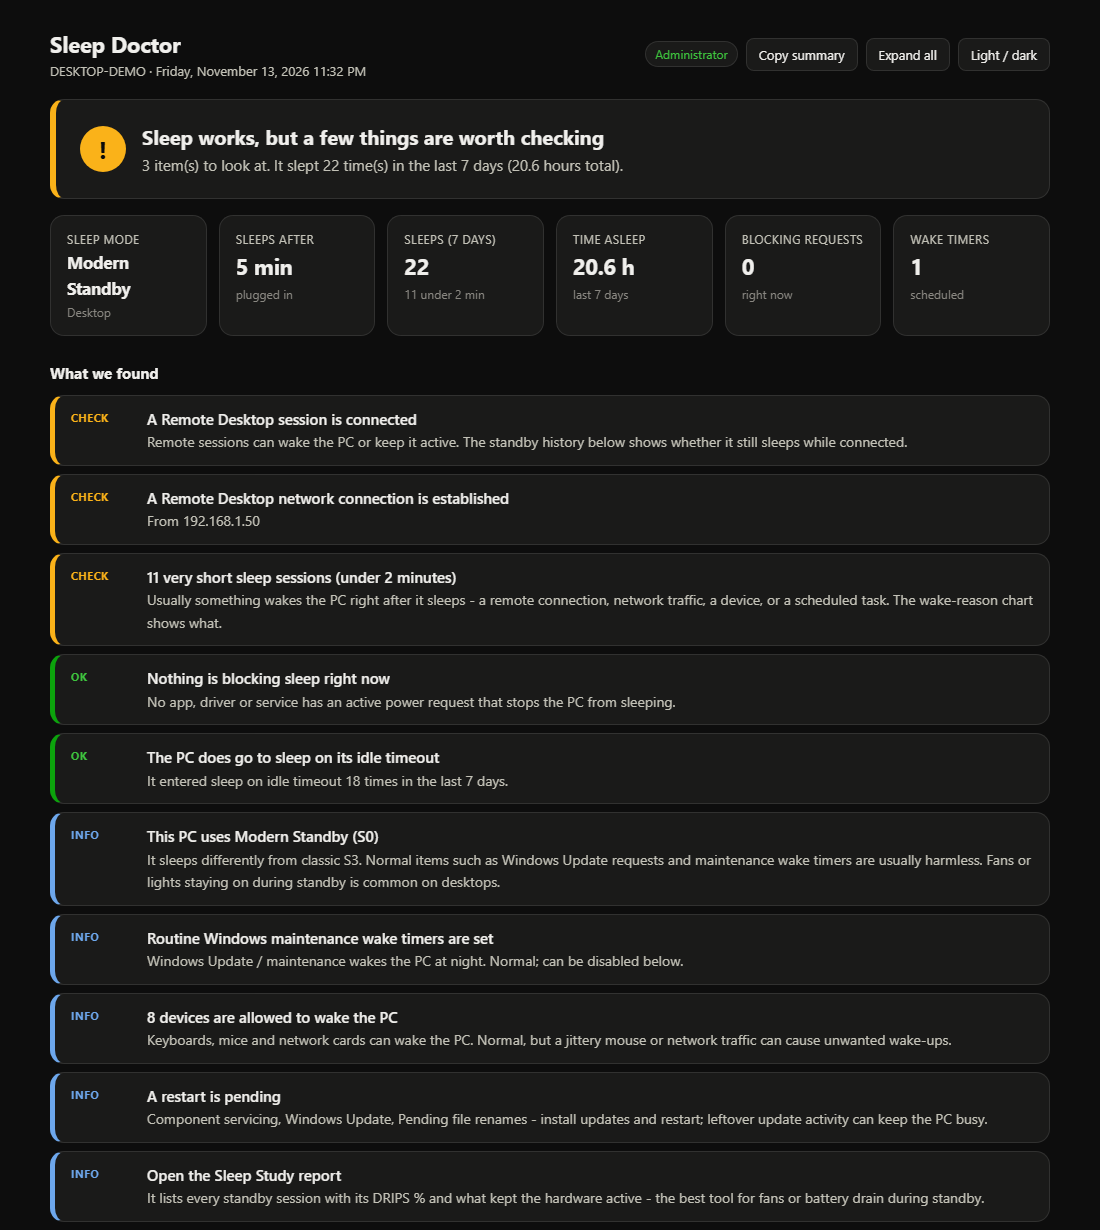 Sleep Doctor
DESKTOP-DEMO · Friday, November 13, 2026 11:32 PM
Administrator
Copy summary
Expand all
Light / dark
!
Sleep works, but a few things are worth checking
3 item(s) to look at. It slept 22 time(s) in the last 7 days (20.6 hours total).
SLEEP MODE
Modern
Standby
Desktop
SLEEPS AFTER
5 min
plugged in
SLEEPS (7 DAYS)
22
11 under 2 min
TIME ASLEEP
20.6 h
last 7 days
BLOCKING REQUESTS
0
right now
WAKE TIMERS
1
scheduled
What we found
CHECK
A Remote Desktop session is connected
Remote sessions can wake the PC or keep it active. The standby history below shows whether it still sleeps while connected.
CHECK
A Remote Desktop network connection is established
From 192.168.1.50
CHECK
11 very short sleep sessions (under 2 minutes)
Usually something wakes the PC right after it sleeps - a remote connection, network traffic, a device, or a scheduled task. The wake-reason chart
shows what.
OK
Nothing is blocking sleep right now
No app, driver or service has an active power request that stops the PC from sleeping.
OK
The PC does go to sleep on its idle timeout
It entered sleep on idle timeout 18 times in the last 7 days.
INFO
This PC uses Modern Standby (S0)
It sleeps differently from classic S3. Normal items such as Windows Update requests and maintenance wake timers are usually harmless. Fans or
lights staying on during standby is common on desktops.
INFO
Routine Windows maintenance wake timers are set
Windows Update / maintenance wakes the PC at night. Normal; can be disabled below.
INFO
8 devices are allowed to wake the PC
Keyboards, mice and network cards can wake the PC. Normal, but a jittery mouse or network traffic can cause unwanted wake-ups.
INFO
A restart is pending
Component servicing, Windows Update, Pending file renames - install updates and restart; leftover update activity can keep the PC busy.
INFO
Open the Sleep Study report
It lists every standby session with its DRIPS % and what kept the hardware active - the best tool for fans or battery drain during standby.